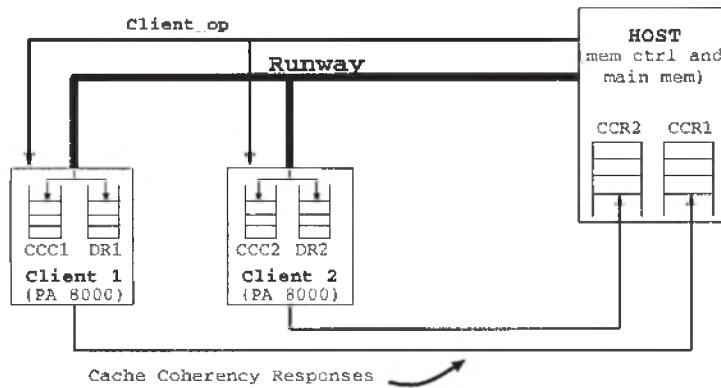 Client_op
HOST
(mem ctrl and
main mem)
Runway
CCR2 CCR1
CCC1 DR1
CCC2 DR2
Client 1
(PA 8000)
Client 2
(PA 8000)
Cache Coherency Responses